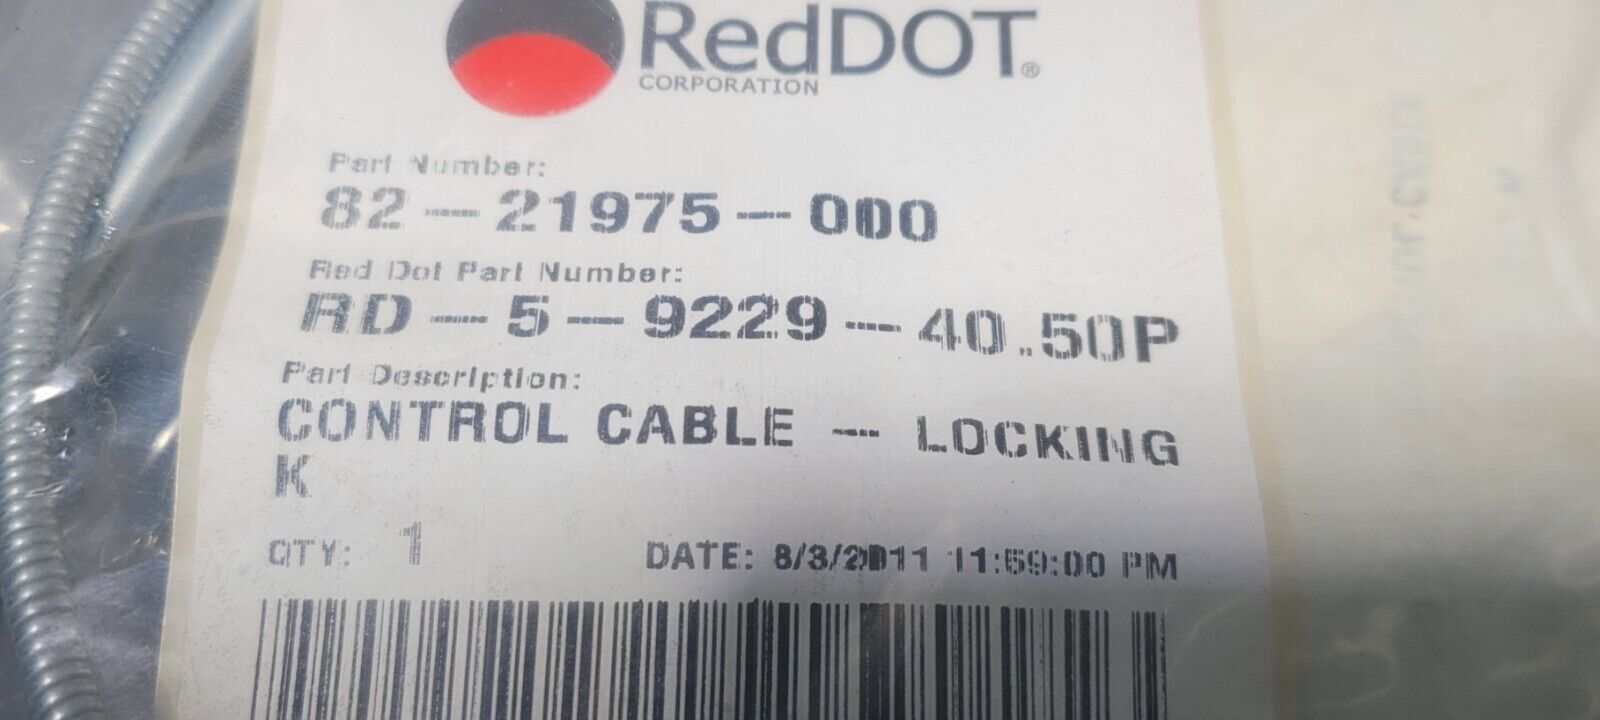 RedDOT®
CORPORATION
Part Number:
82-21975-000
Red Dot Part Number:
RD-5-9229-40.50P
Part Description:
CONTROL CABLE - LOCKING
K
QTY: 1 DATE: 8/3/2011 11:59:00 PM